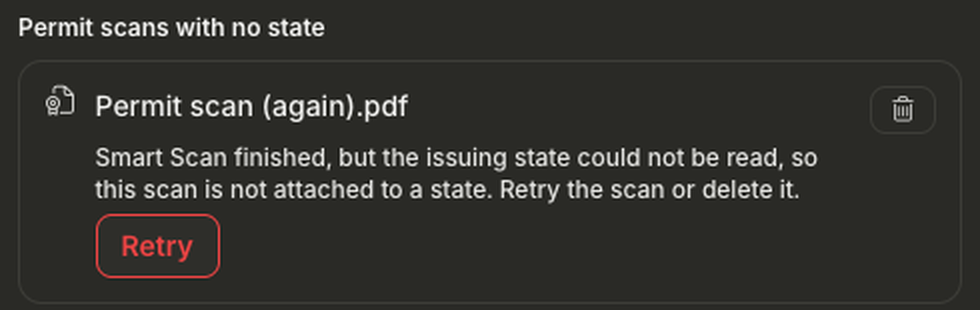 Permit scans with no state
Permit scan (again).pdf
Smart Scan finished, but the issuing state could not be read, so
this scan is not attached to a state. Retry the scan or delete it.
Retry